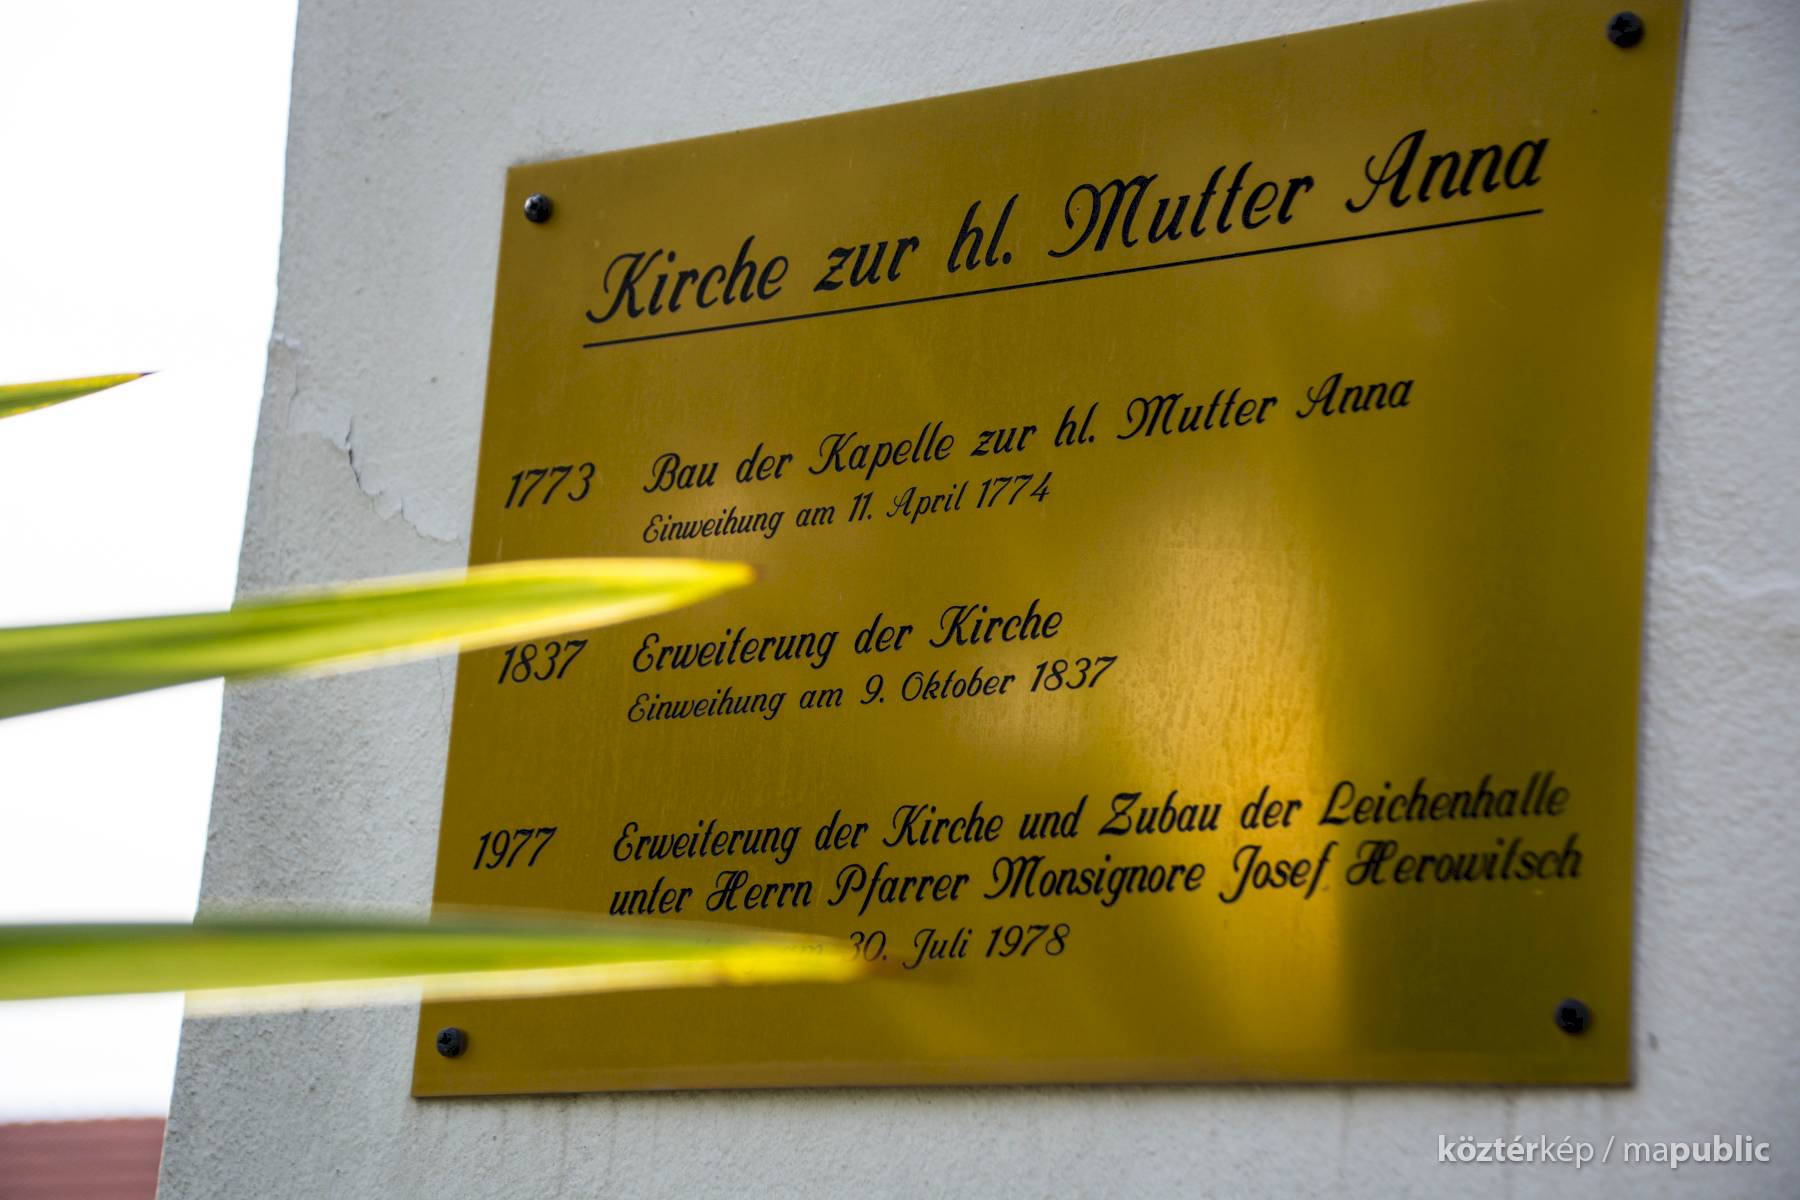 Kirche zur hl. Mutter Anna
1773 Bau der Kapelle zur hl. Mutter Anna
Einweihung am 11. April 1774
1837 Erweiterung der Kirche
Einweihung am 9. Oktober 1837
1977 Erweiterung der Kirche und Zubau der Leichenhalle
unter Herrn Pfarrer Monsignore Josef Herowitsch
am 30. Juli 1978
köztérkép / mapublic